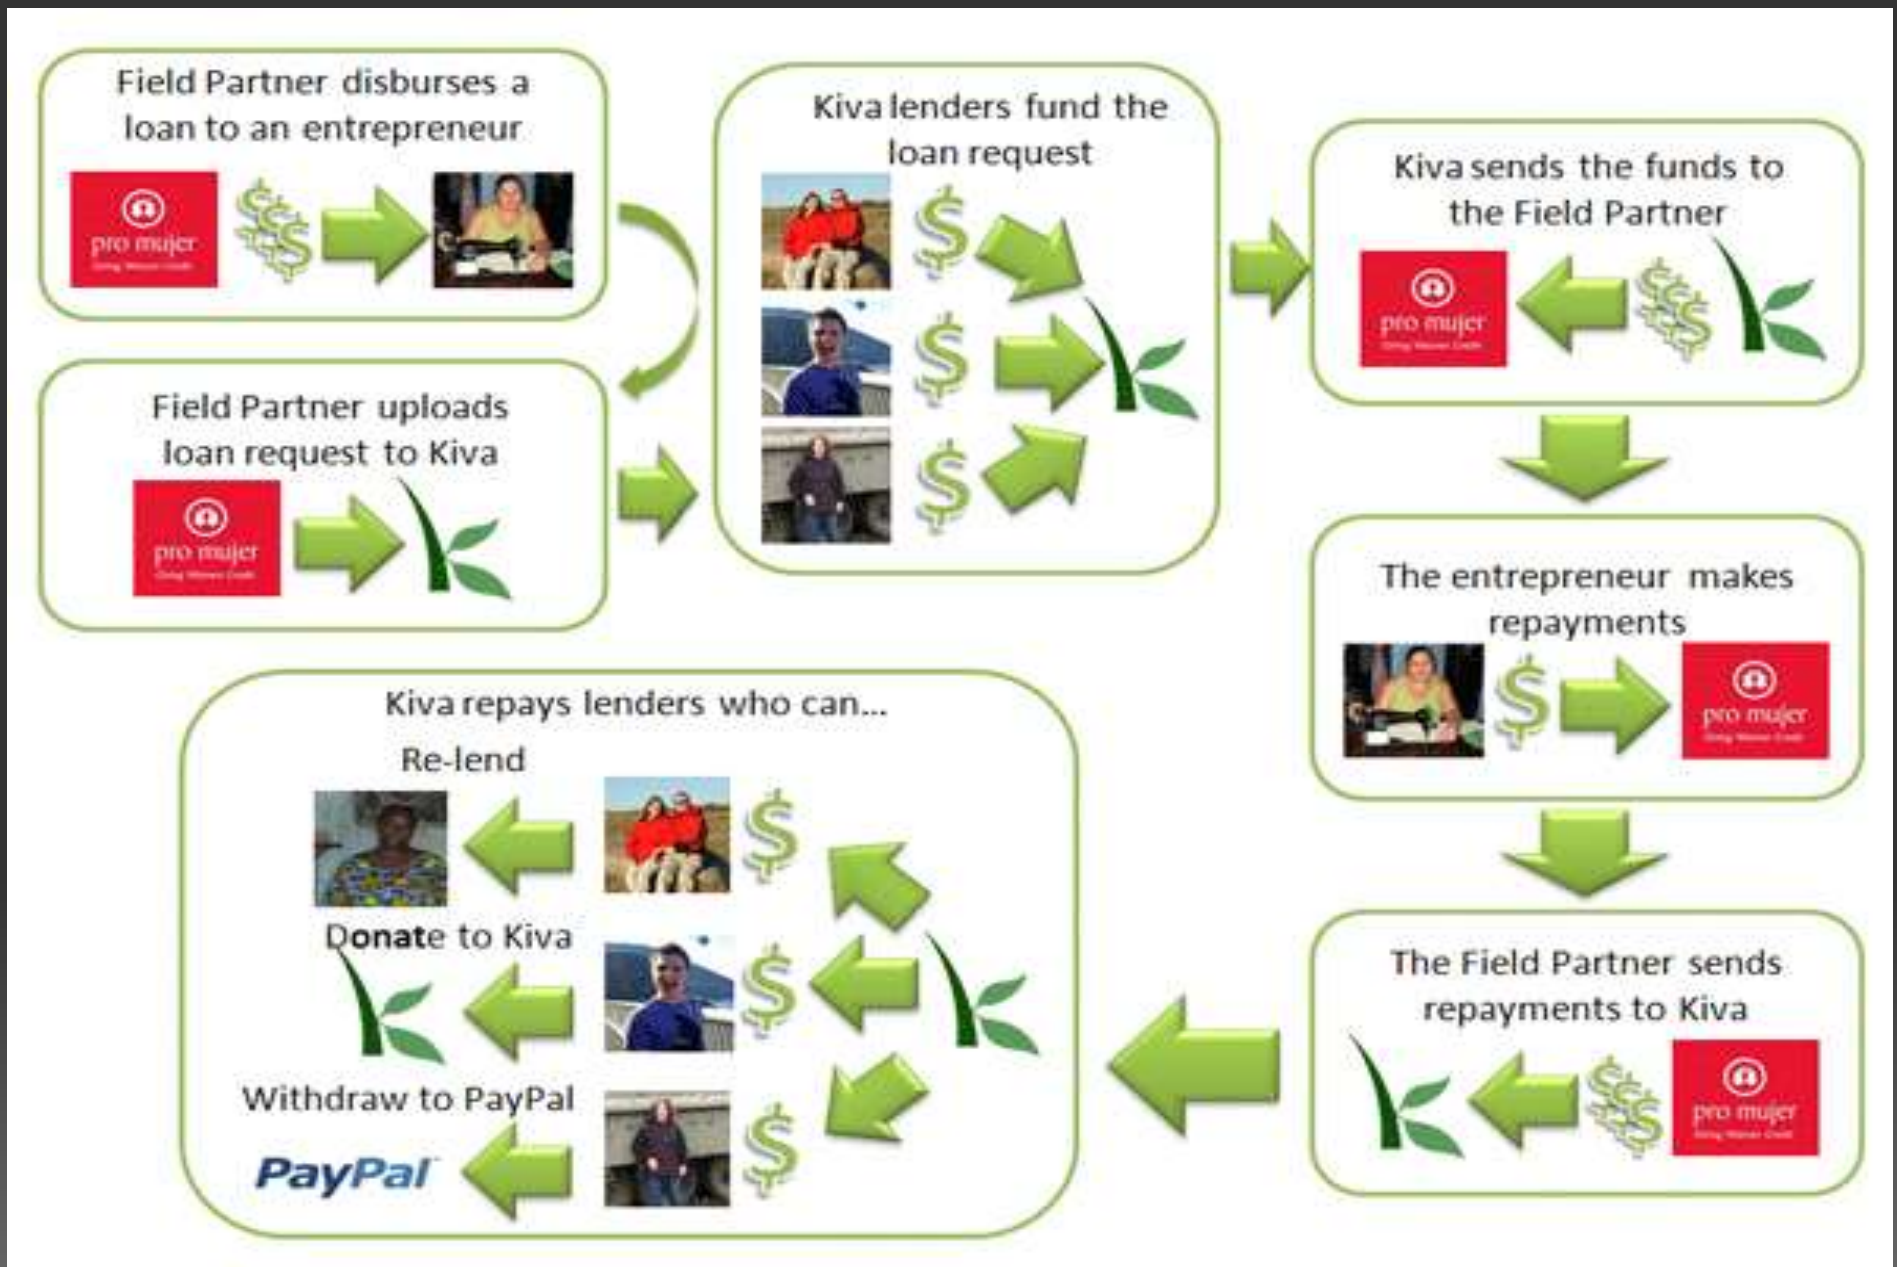 Field Partner disburses a
loan to an entrepreneur
pro mujer
Field Partner uploads
loan request to Kiva
pro mujer
Kiva lenders fund the
loan request
$
$
$
Kiva sends the funds to
the Field Partner
pro mujer
The entrepreneur makes
repayments
$
pro mujer
The Field Partner sends
repayments to Kiva
pro mujer
Kiva repays lenders who can...
Re-lend
$
Donate to Kiva
$
Withdraw to PayPal
PayPal
$